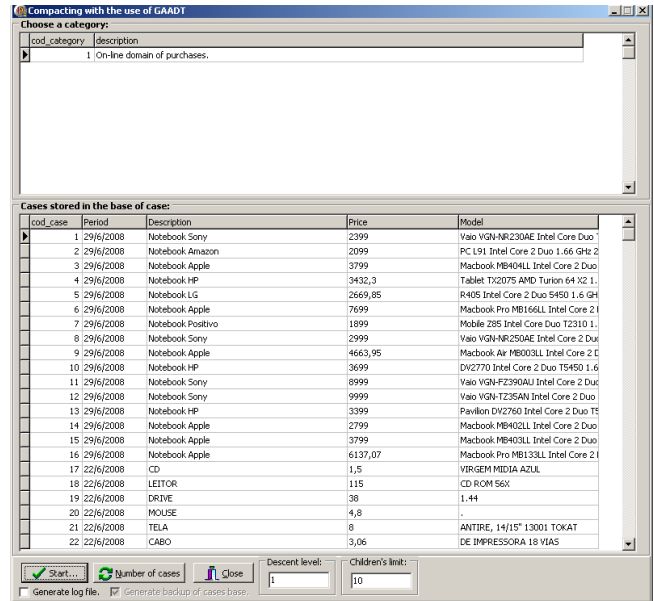 Compacting with the use of GAADT
Choose a category:
cod_category description
1 On-line domain of purchases.
Cases stored in the base of case:
cod_case Period Description Price Model
1 29/6/2008 Notebook Sony 2399 Vaio VGN-NR230AE Intel Core Duo
2 29/6/2008 Notebook Amazon 2099 PC L91 Intel Core 2 Duo 1.66 GHz 2
3 29/6/2008 Notebook Apple 3799 Macbook MB404LL Intel Core 2 Duo
4 29/6/2008 Notebook HP 3432,3 Tablet TX2075 AMD Turion 64 X2 1.
5 29/6/2008 Notebook LG 2669,85 R405 Intel Core 2 Duo 5450 1.6 GH
6 29/6/2008 Notebook Apple 7699 Macbook Pro MB166LL Intel Core 2
7 29/6/2008 Notebook Positivo 1899 Mobile Z85 Intel Core Duo T2310 1.
8 29/6/2008 Notebook Sony 2999 Vaio VGN-NR250AE Intel Core 2 Duo
9 29/6/2008 Notebook Apple 4663,95 Macbook Air MB003LL Intel Core 2 D
10 29/6/2008 Notebook HP 3699 DV2770 Intel Core 2 Duo T5450 1.6
11 29/6/2008 Notebook Sony 8999 Vaio VGN-FZ390AU Intel Core 2 Duo
12 29/6/2008 Notebook Sony 9999 Vaio VGN-TZ35AN Intel Core 2 Duo
13 29/6/2008 Notebook HP 3399 Pavilion DV2760 Intel Core 2 Duo T5
14 29/6/2008 Notebook Apple 2799 Macbook MB402LL Intel Core 2 Duo
15 29/6/2008 Notebook Apple 3799 Macbook MB403LL Intel Core 2 Duo
16 29/6/2008 Notebook Apple 6137,07 Macbook Pro MB133LL Intel Core 2
17 22/6/2008 CD 1,5 VIRGEM MIDIA AZUL
18 22/6/2008 LEITOR 115 CD ROM 56X
19 22/6/2008 DRIVE 38 1.44
20 22/6/2008 MOUSE 4,8 .
21 22/6/2008 TELA 8 ANTIRE, 14/15" 13001 TOKAT
22 22/6/2008 CABO 3,06 DE IMPRESSORA 18 VIAS
Start... Number of cases Close Descent level: 1 Children's limit: 10
Generate log file. Generate backup of cases base.